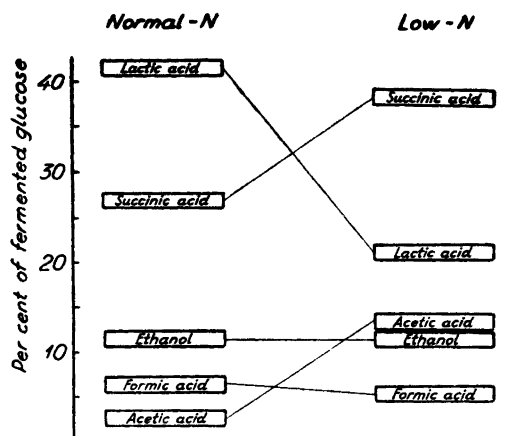 Normal-N
Low-N
Per cent of fermented glucose
40
30
20
10
Lactic acid
Succinic acid
Ethanol
Formic acid
Acetic acid
Succinic acid
Lactic acid
Acetic acid
Ethanol
Formic acid